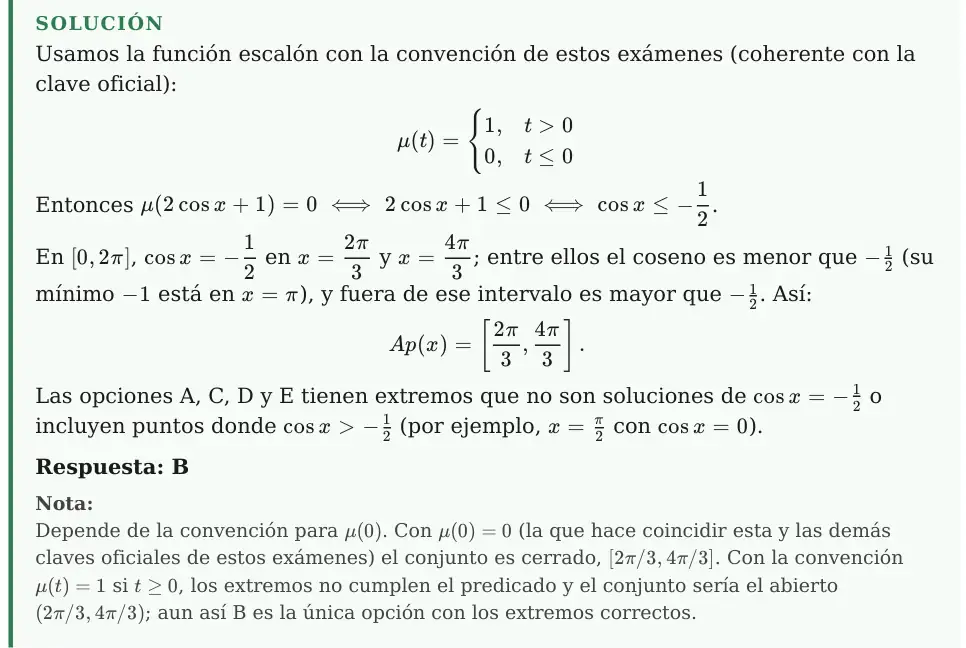 SOLUCIÓN
Usamos la función escalón con la convención de estos exámenes (coherente con la
clave oficial):
μ(t) = {1, t > 0
0, t ≤ 0
Entonces μ(2 cos x + 1) = 0 ⟺ 2 cos x + 1 ≤ 0 ⟺ cos x ≤ −1/2.
En [0, 2π], cos x = −1/2 en x = 2π/3 y x = 4π/3; entre ellos el coseno es menor que −1/2 (su
mínimo −1 está en x = π), y fuera de ese intervalo es mayor que −1/2. Así:
Ap(x) = [2π/3, 4π/3].
Las opciones A, C, D y E tienen extremos que no son soluciones de cos x = −1/2 o
incluyen puntos donde cos x > −1/2 (por ejemplo, x = π/2 con cos x = 0).
Respuesta: B
Nota:
Depende de la convención para μ(0). Con μ(0) = 0 (la que hace coincidir esta y las demás
claves oficiales de estos exámenes) el conjunto es cerrado, [2π/3, 4π/3]. Con la convención
μ(t) = 1 si t ≥ 0, los extremos no cumplen el predicado y el conjunto sería el abierto
(2π/3, 4π/3); aun así B es la única opción con los extremos correctos.